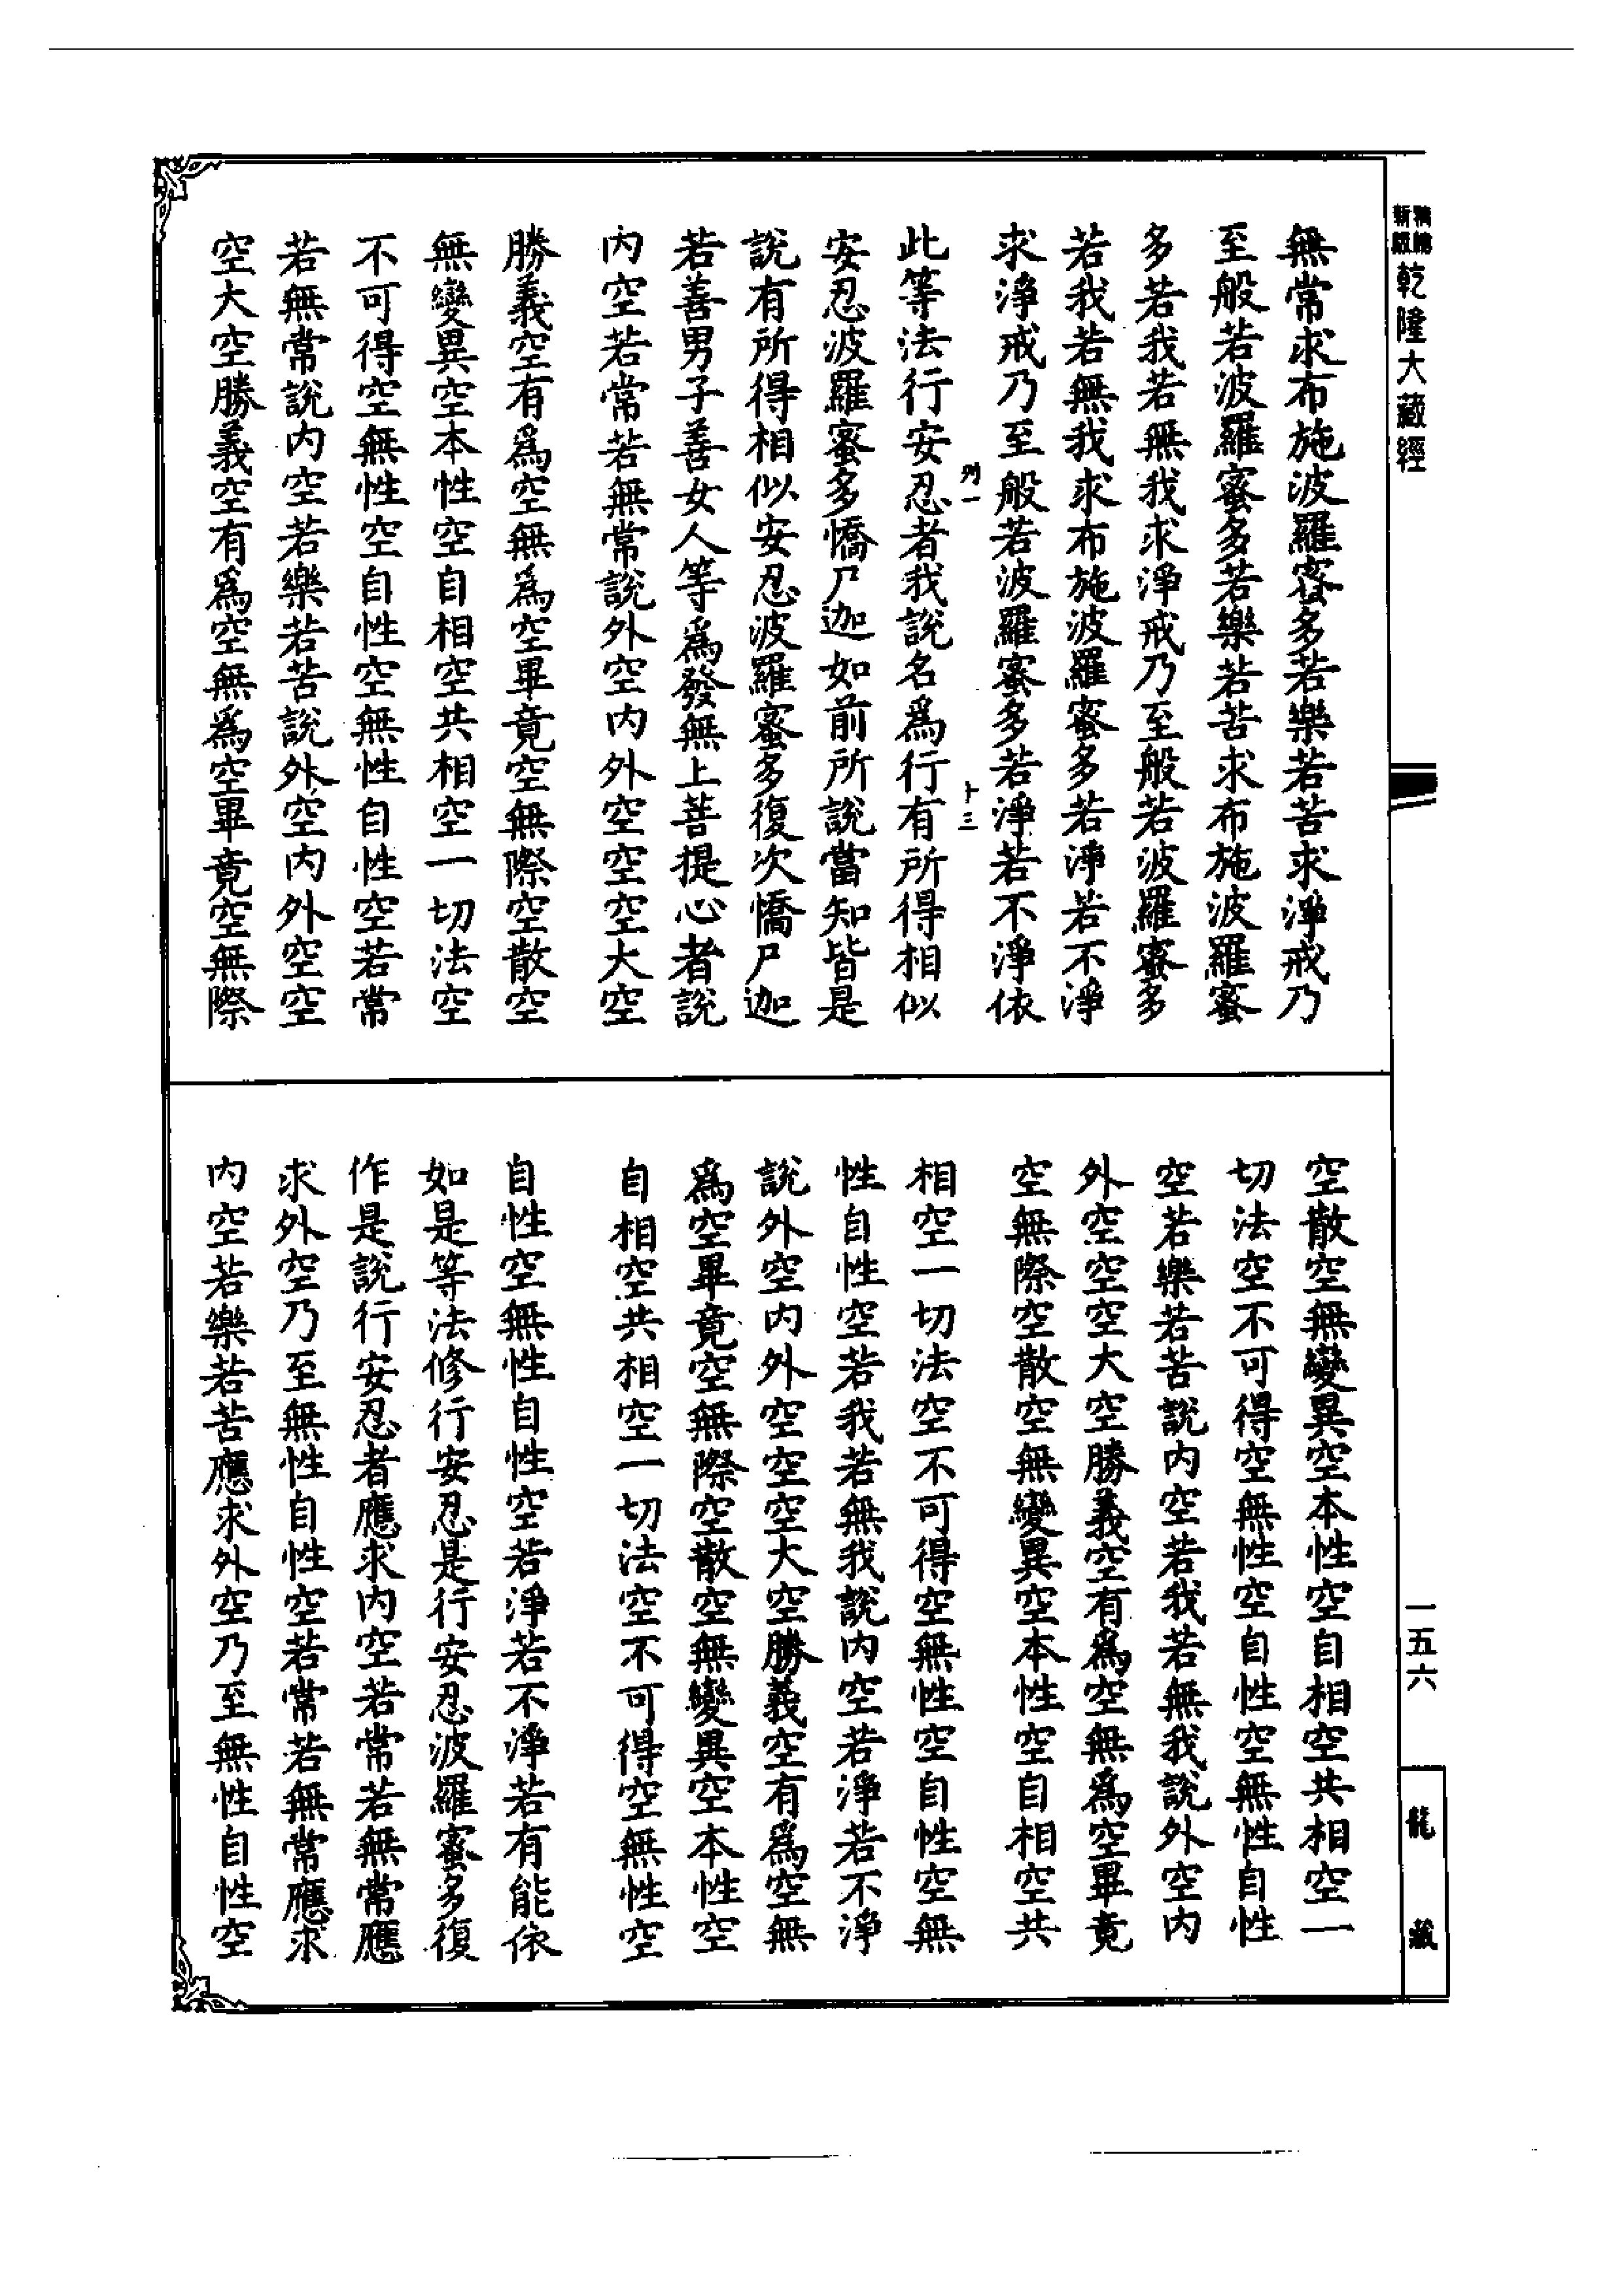 無常求布施波羅蜜多若樂若苦求淨戒乃
至般若波羅蜜多若樂若苦求布施波羅蜜
多若我若無我求淨戒乃至般若波羅蜜多
若我若無我求布施波羅蜜多若淨若不淨
求淨戒乃至般若波羅蜜多若淨若不淨依
列一 十三
此等法行安忍者我說名爲行有所得相似
安忍波羅蜜多憍尸迦如前所說當知皆是
說有所得相似安忍波羅蜜多復次憍尸迦
若善男子善女人等爲發無上菩提心者說
內空若常若無常說外空內外空空空大空
勝義空有爲空無爲空畢竟空無際空散空
無變異空本性空自相空共相空一切法空
不可得空無性空自性空無性自性空若常
若無常說內空若樂若苦說外空內外空空
空大空勝義空有爲空無爲空畢竟空無際
空散空無變異空本性空自相空共相空一
切法空不可得空無性空自性空無性自性
空若樂若苦說內空若我若無我說外空內
外空空空大空勝義空有爲空無爲空畢竟
空無際空散空無變異空本性空自相空共
相空一切法空不可得空無性空自性空無
性自性空若我若無我說內空若淨若不淨
說外空內外空空空大空勝義空有爲空無
爲空畢竟空無際空散空無變異空本性空
自相空共相空一切法空不可得空無性空
自性空無性自性空若淨若不淨若有能依
如是等法修行安忍是行安忍波羅蜜多復
作是說行安忍者應求內空若常若無常應
求外空乃至無性自性空若常若無常應求
內空若樂若苦應求外空乃至無性自性空
新版精縮乾隆大藏經
一五六
龍藏